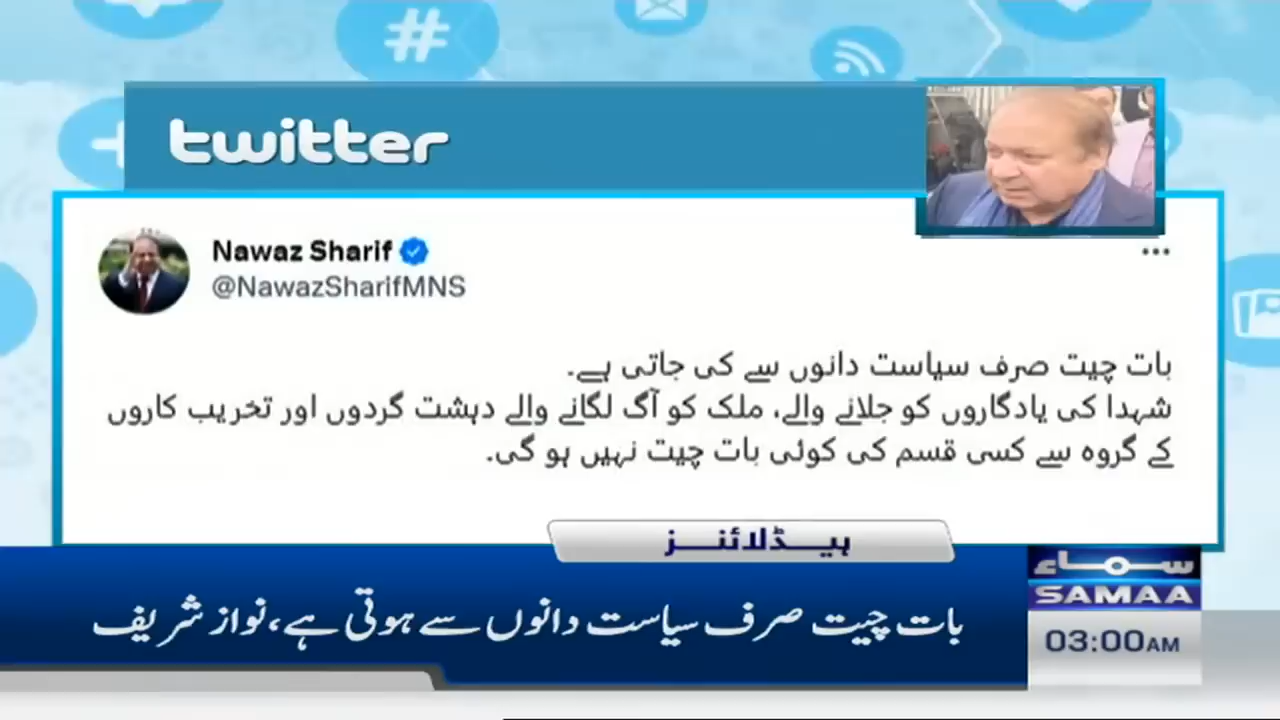 twitter
Nawaz Sharif
@NawazSharifMNS
بات چیت صرف سیاست دانوں سے کی جاتی ہے۔
شہدا کی یادگاروں کو جلانے والے، ملک کو آگ لگانے والے دہشت گردوں اور تخریب کاروں
کے گروہ سے کسی قسم کی کوئی بات چیت نہیں ہو گی۔
ہیڈلائنز
بات چیت صرف سیاست دانوں سے ہوتی ہے، نواز شریف
سماء
SAMAA
03:00AM